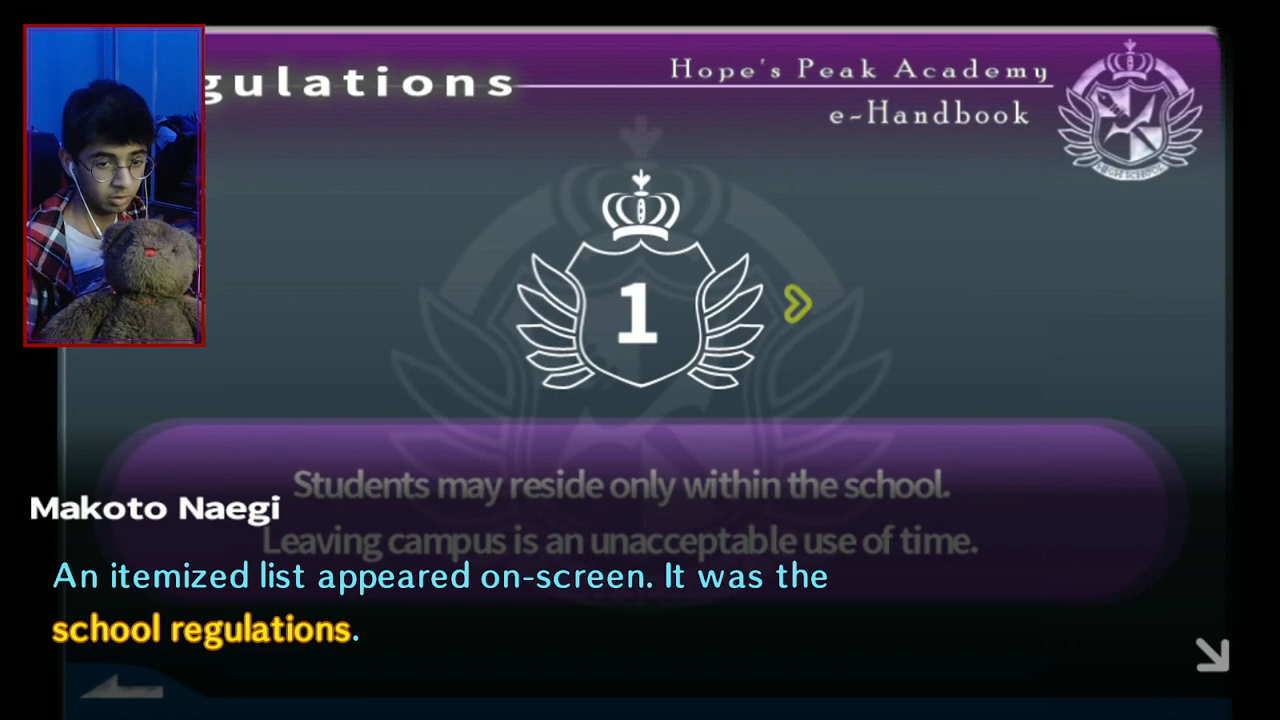 gulations
Hope's Peak Academy
e-Handbook
1
Students may reside only within the school.
Leaving campus is an unacceptable use of time.
Makoto Naegi
An itemized list appeared on-screen. It was the
school regulations.